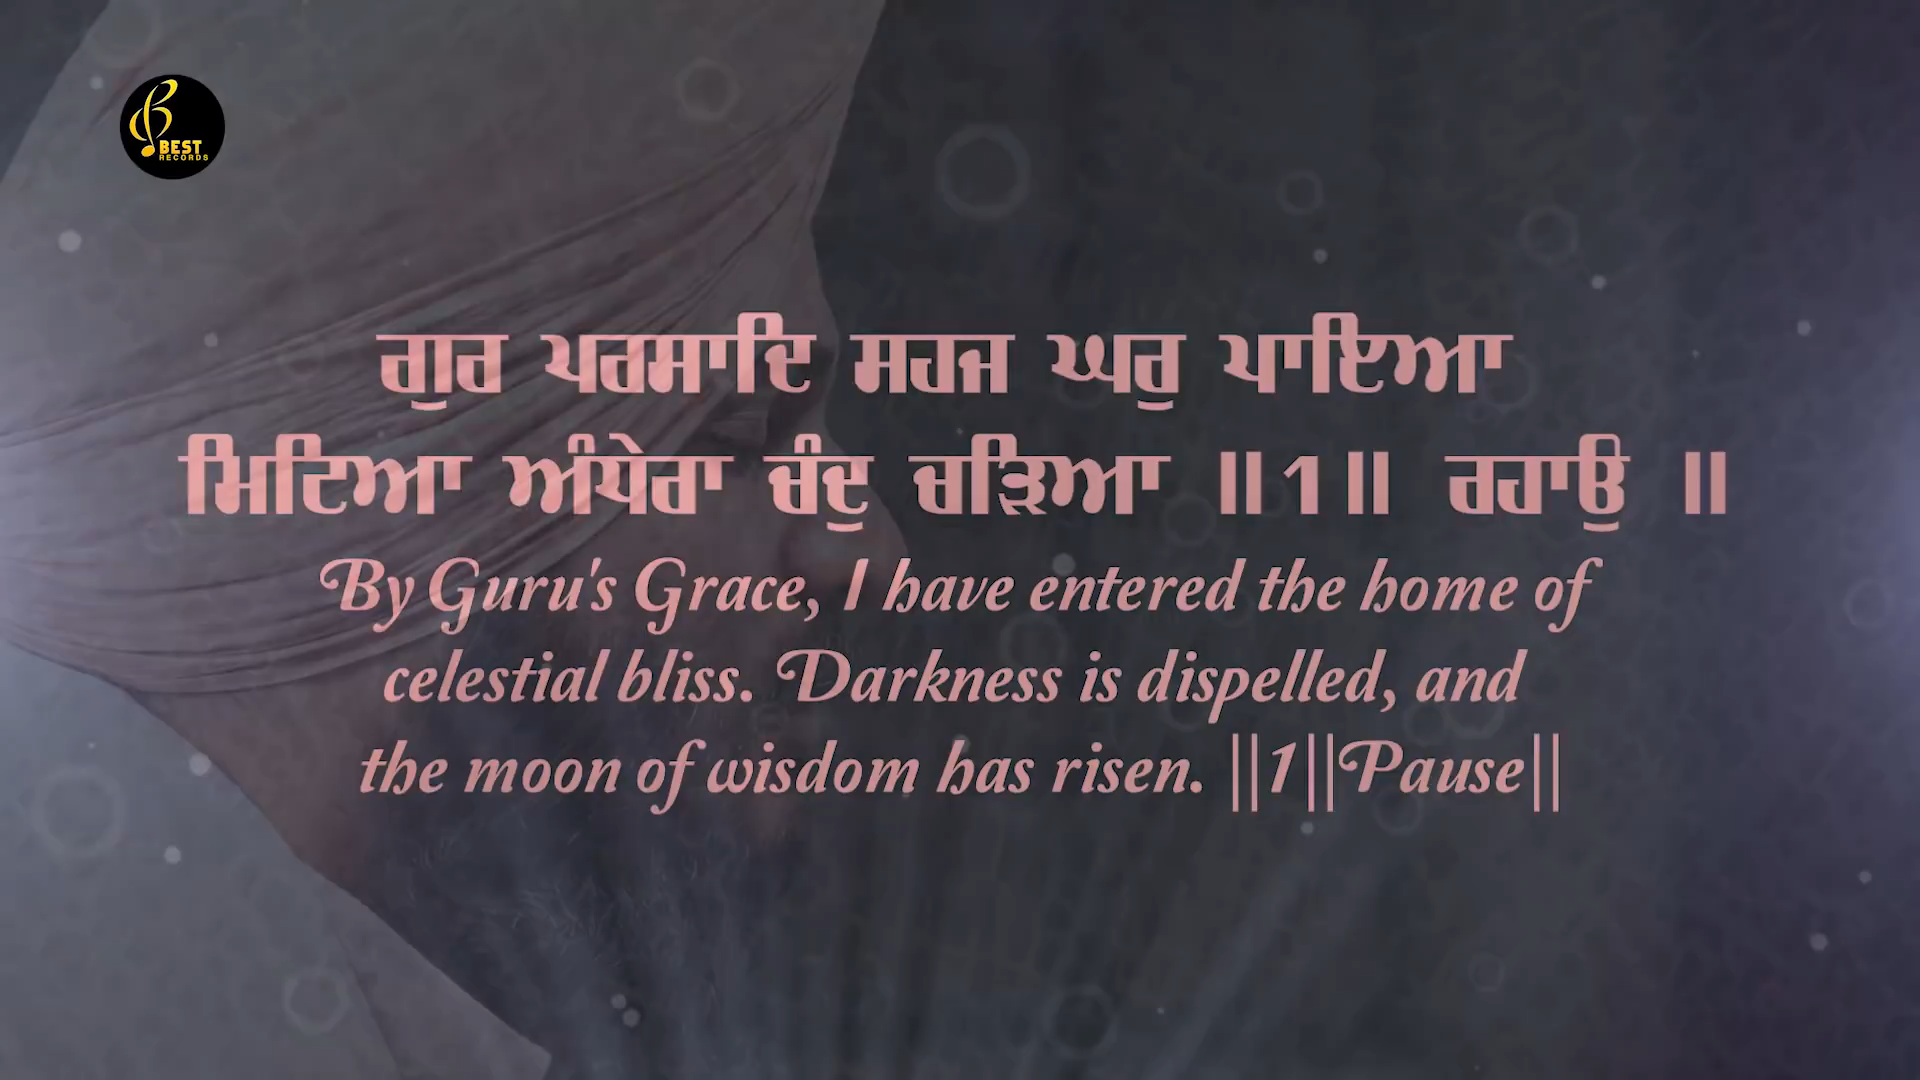 BEST
RECORDS
ਗੁਰ ਪਰਸਾਦਿ ਸਹਜ ਘਰੁ ਪਾਇਆ
ਮਿਟਿਆ ਅੰਧੇਰਾ ਚੰਦੁ ਚੜਿਆ ॥1॥ ਰਹਾਉ ॥
By Guru's Grace, I have entered the home of
celestial bliss. Darkness is dispelled, and
the moon of wisdom has risen. ||1||Pause||